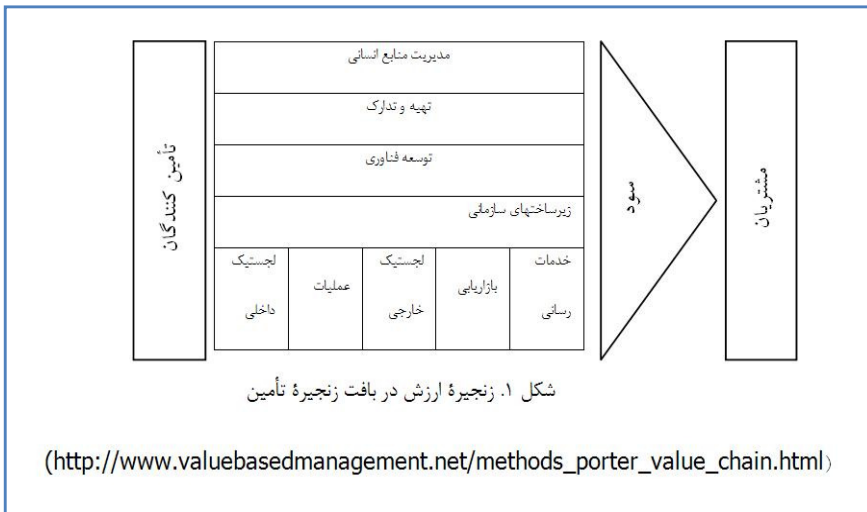 تأمین کنندگان
مدیریت منابع انسانی
تهیه و تدارک
توسعه فناوری
زیرساختهای سازمانی
لجستیک
داخلی
عملیات
لجستیک
خارجی
بازاریابی
خدمات
رسانی
سود
مشتریان
شکل ۱. زنجیرهٔ ارزش در بافت زنجیرهٔ تأمین
(http://www.valuebasedmanagement.net/methods_porter_value_chain.html)